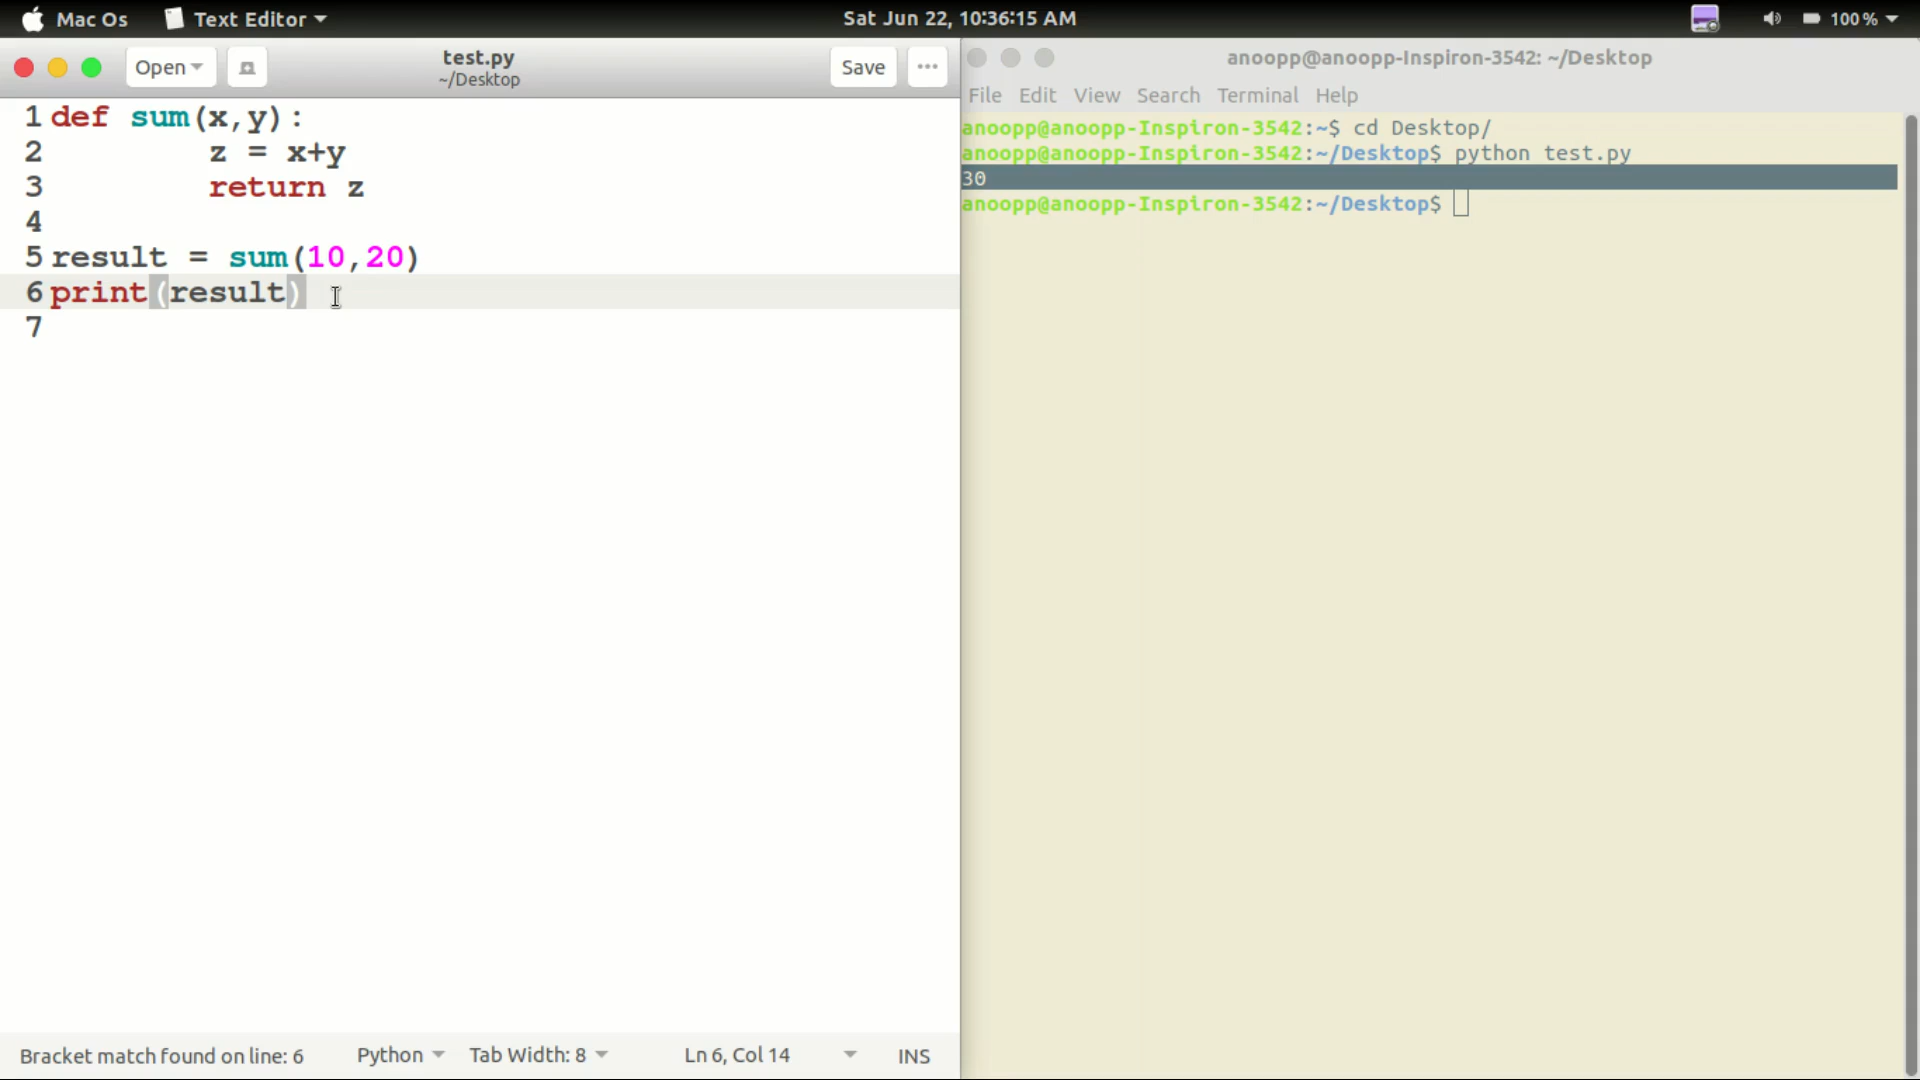 Mac Os Text Editor Sat Jun 22, 10:36:15 AM 100 %
Open test.py Save
~/Desktop
1 def sum(x,y):
2         z = x+y
3         return z
4
5 result = sum(10,20)
6 print(result)
7
Bracket match found on line: 6 Python Tab Width: 8 Ln 6, Col 14 INS
anoopp@anoopp-Inspiron-3542: ~/Desktop
File Edit View Search Terminal Help
anoopp@anoopp-Inspiron-3542:~$ cd Desktop/
anoopp@anoopp-Inspiron-3542:~/Desktop$ python test.py
30
anoopp@anoopp-Inspiron-3542:~/Desktop$